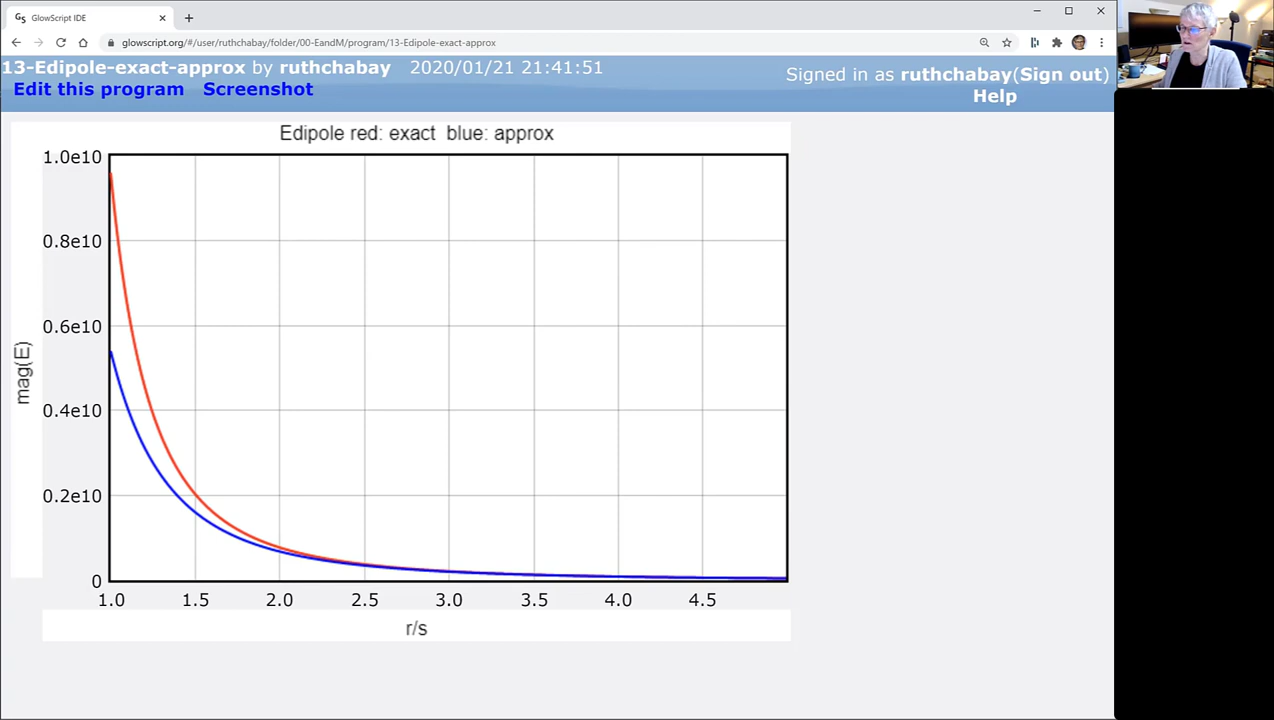 GlowScript IDE
glowscript.org/#/user/ruthchabay/folder/00-EandM/program/13-Edipole-exact-approx
13-Edipole-exact-approx by ruthchabay 2020/01/21 21:41:51
Signed in as ruthchabay(Sign out)
Edit this program Screenshot
Help
Edipole red: exact blue: approx
1.0e10
0.8e10
0.6e10
mag(E)
0.4e10
0.2e10
0
1.0 1.5 2.0 2.5 3.0 3.5 4.0 4.5
r/s